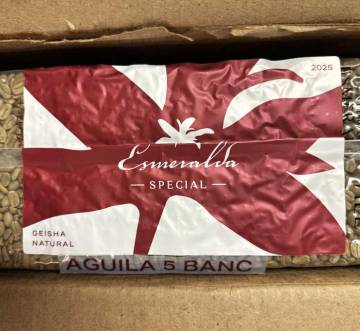 2025
Esmeralda
SPECIAL
GEISHA
NATURAL
AGUILA 5 BANC